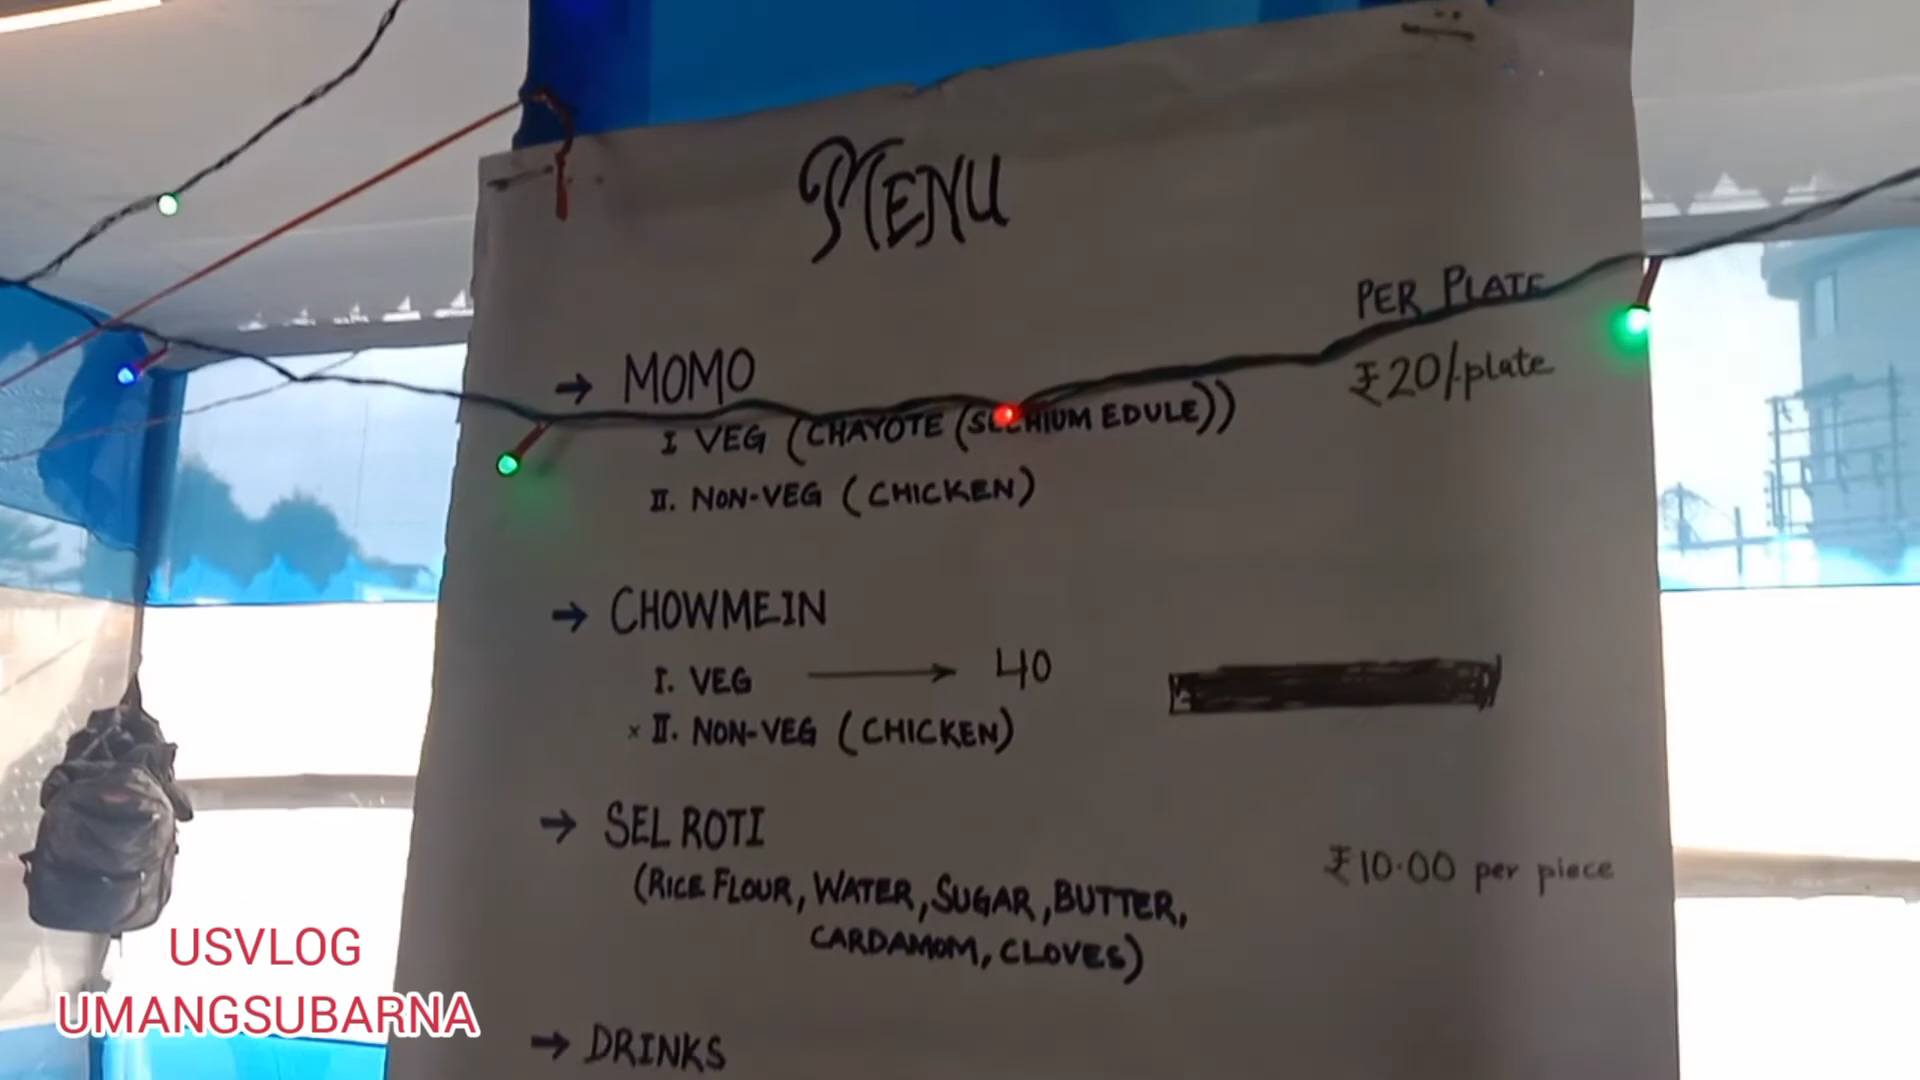 MENU
PER PLATE
→ MOMO ₹20/-plate
I VEG (CHAYOTE (SECHIUM EDULE))
II. NON-VEG (CHICKEN)
→ CHOWMEIN
I. VEG → 40
× II. NON-VEG (CHICKEN)
→ SEL ROTI
(RICE FLOUR, WATER, SUGAR, BUTTER, ₹10.00 per piece
CARDAMOM, CLOVES)
→ DRINKS
USVLOG
UMANGSUBARNA